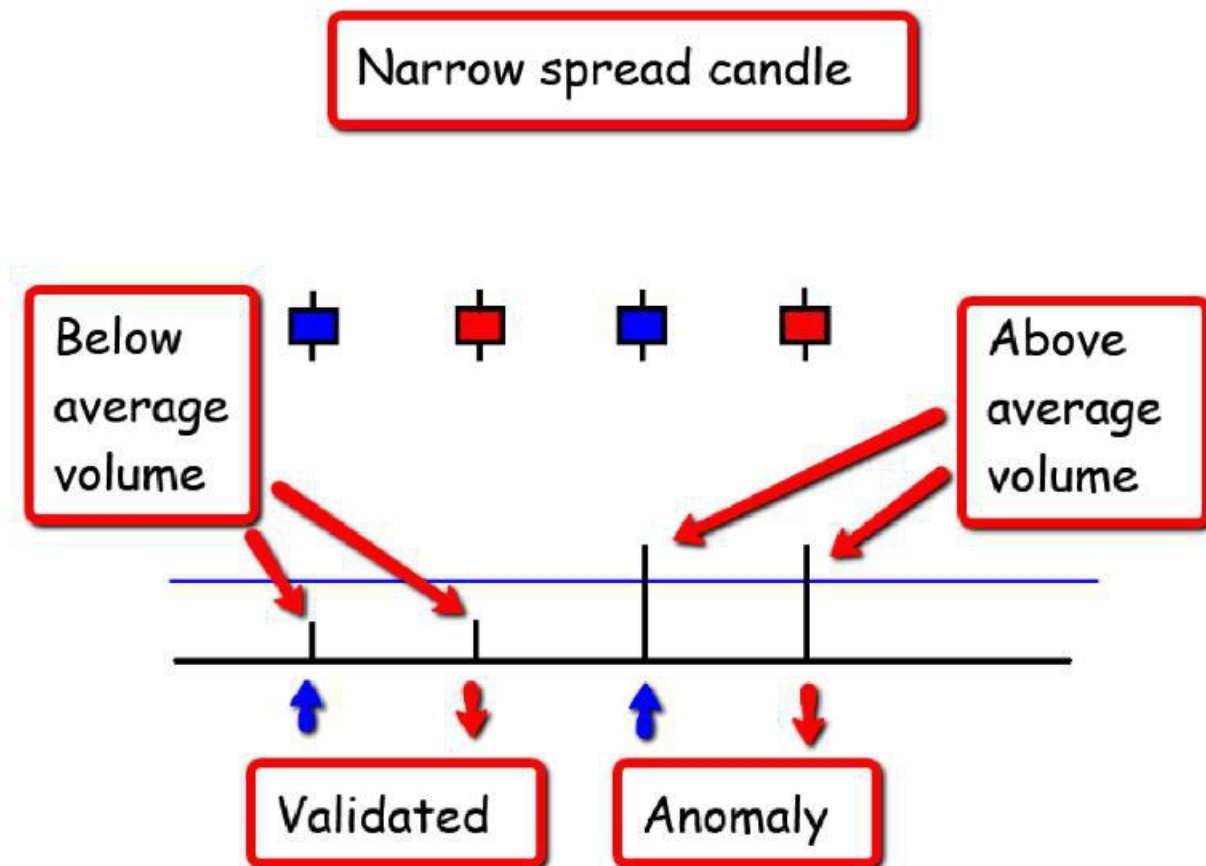 Narrow spread candle
Below
average
volume
Above
average
volume
Validated
Anomaly